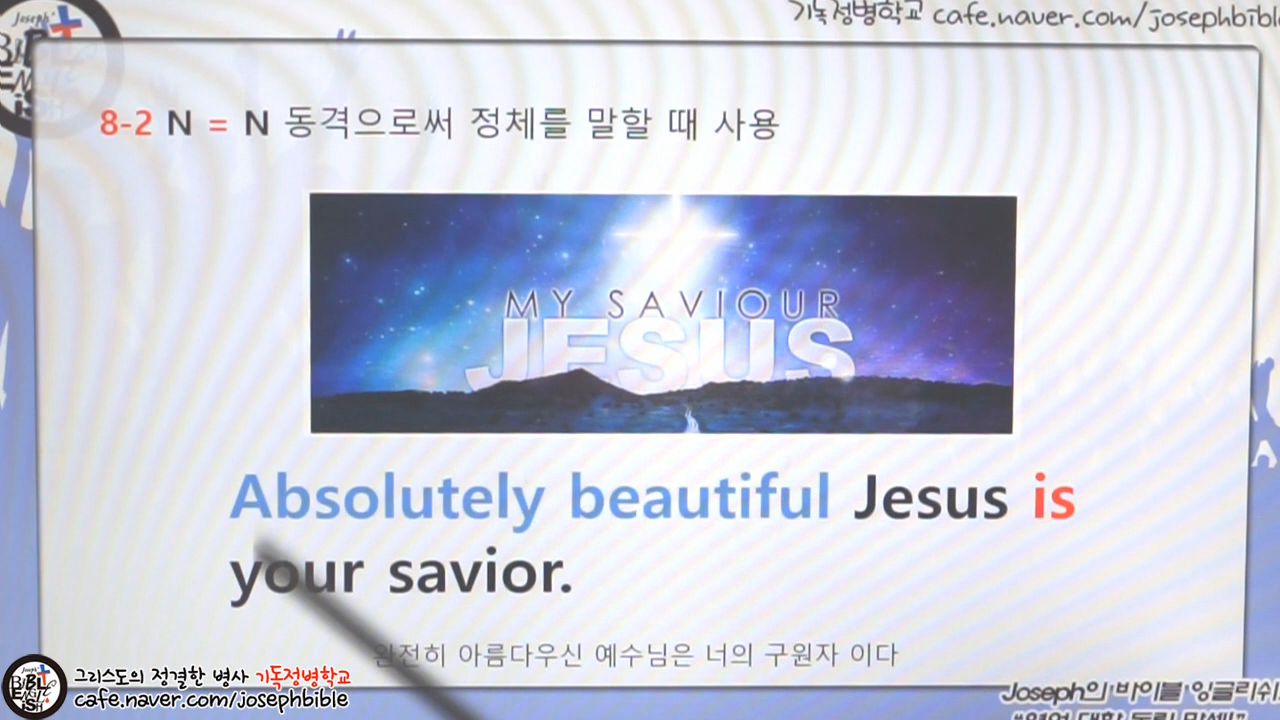 Joseph's
BIBLE
ENGLISH
기독정병학교 cafe.naver.com/josephbible
8-2 N = N 동격으로써 정체를 말할 때 사용
MY SAVIOUR
JESUS
Absolutely beautiful Jesus is
your savior.
완전히 아름다우신 예수님은 너의 구원자 이다
그리스도의 정결한 병사 기독정병학교
cafe.naver.com/josephbible
Joseph의 바이블 잉글리쉬